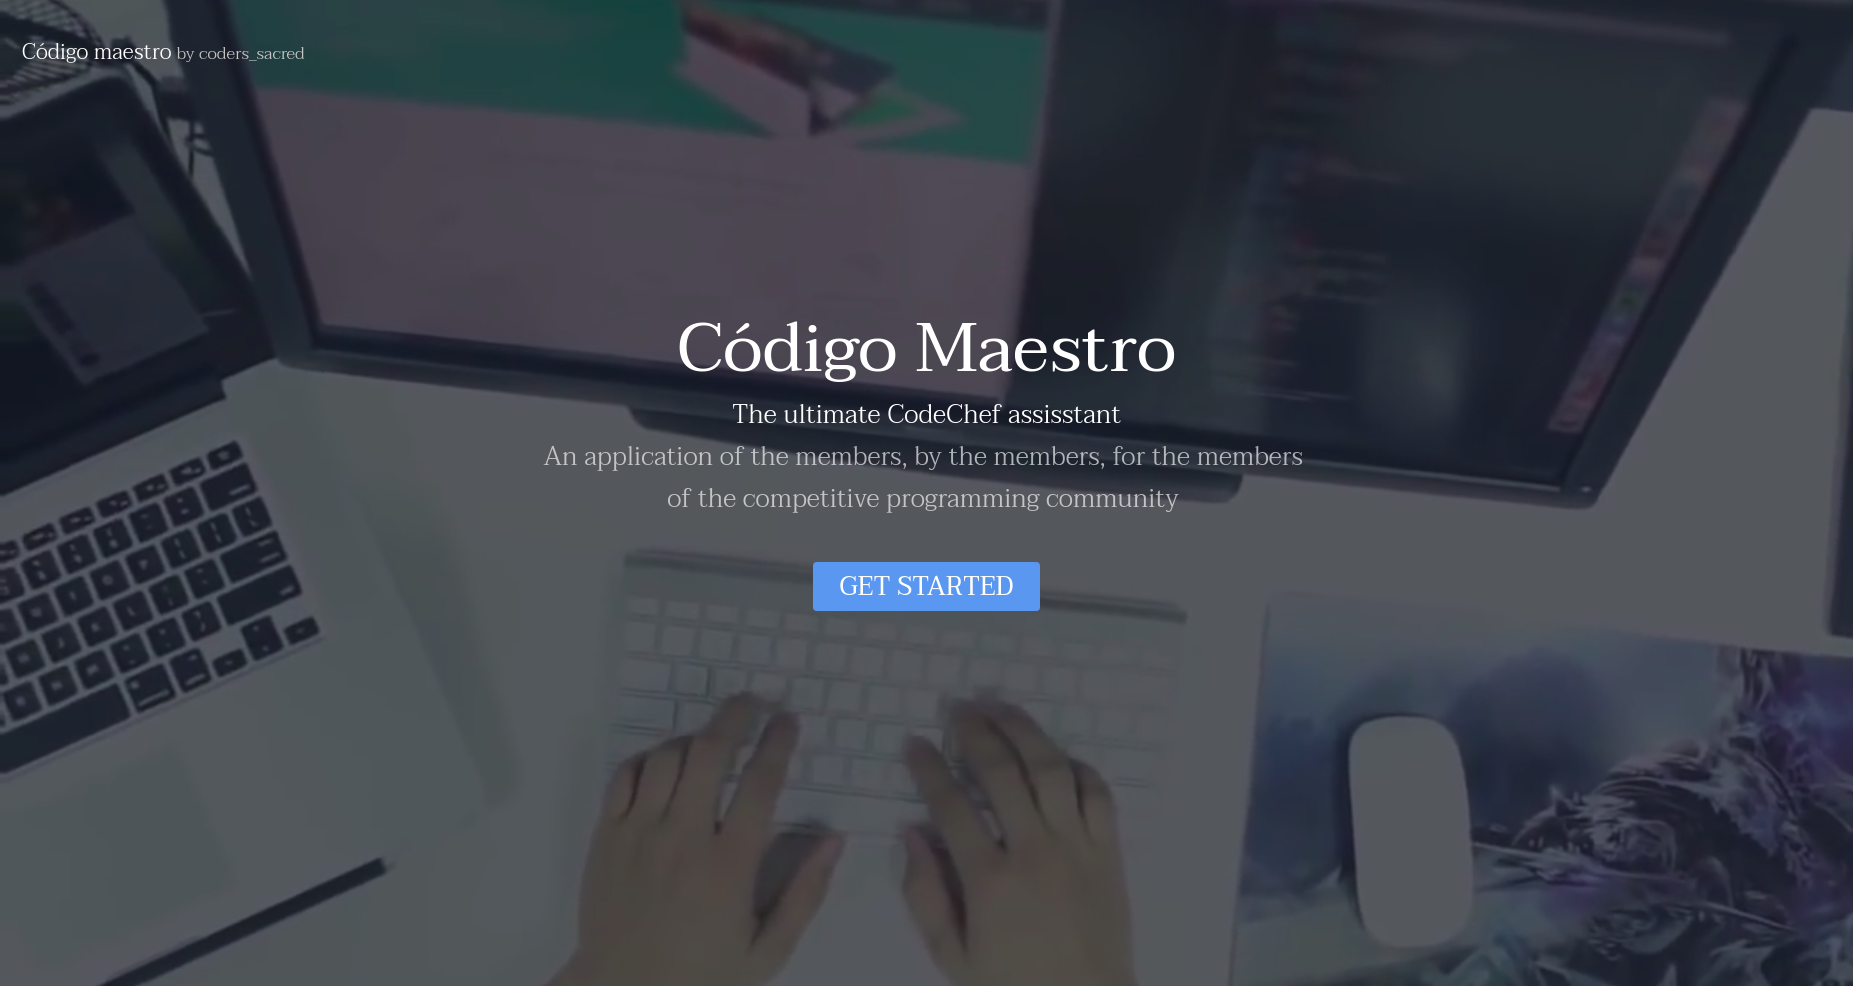 Código maestro by coders_sacred
Código Maestro
The ultimate CodeChef assisstant
An application of the members, by the members, for the members
of the competitive programming community
GET STARTED